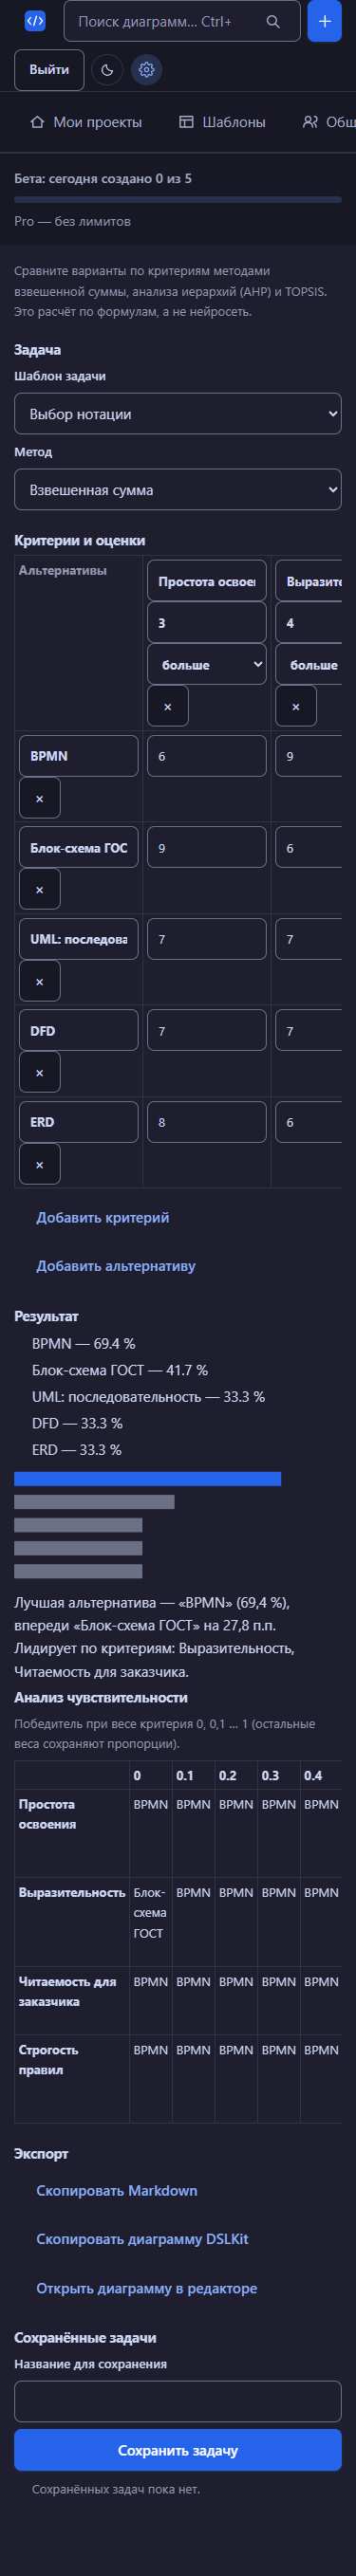 Поиск диаграмм... Ctrl+
Выйти
Мои проекты
Шаблоны
Общ
Бета: сегодня создано 0 из 5
Pro — без лимитов
Сравните варианты по критериям методами
взвешенной суммы, анализа иерархий (AHP) и TOPSIS.
Это расчёт по формулам, а не нейросеть.
Задача
Шаблон задачи
Выбор нотации
Метод
Взвешенная сумма
Критерии и оценки
Альтернативы
Простота освоен
Выразите
3
4
больше
больше
×
×
BPMN
6
9
×
Блок-схема ГОС
9
6
×
UML: последова
7
7
×
DFD
7
7
×
ERD
8
6
×
Добавить критерий
Добавить альтернативу
Результат
BPMN — 69.4 %
Блок-схема ГОСТ — 41.7 %
UML: последовательность — 33.3 %
DFD — 33.3 %
ERD — 33.3 %
Лучшая альтернатива — «BPMN» (69,4 %),
впереди «Блок-схема ГОСТ» на 27,8 п.п.
Лидирует по критериям: Выразительность,
Читаемость для заказчика.
Анализ чувствительности
Победитель при весе критерия 0, 0,1 … 1 (остальные
веса сохраняют пропорции).
0 0.1 0.2 0.3 0.4
Простота
освоения
BPMN BPMN BPMN BPMN BPMN
Выразительность
Блок-
схема
ГОСТ
BPMN BPMN BPMN BPMN
Читаемость для
заказчика
BPMN BPMN BPMN BPMN BPMN
Строгость
правил
BPMN BPMN BPMN BPMN BPMN
Экспорт
Скопировать Markdown
Скопировать диаграмму DSLKit
Открыть диаграмму в редакторе
Сохранённые задачи
Название для сохранения
Сохранить задачу
Сохранённых задач пока нет.